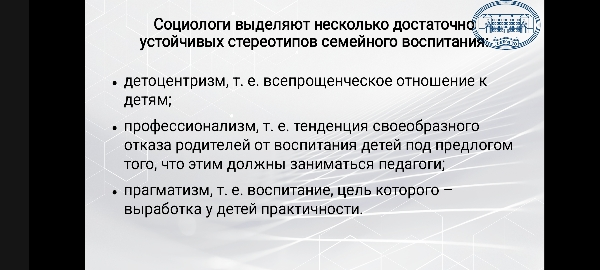 Социологи выделяют несколько достаточно
устойчивых стереотипов семейного воспитания:
• детоцентризм, т. е. всепрощенческое отношение к
детям;
• профессионализм, т. е. тенденция своеобразного
отказа родителей от воспитания детей под предлогом
того, что этим должны заниматься педагоги;
• прагматизм, т. е. воспитание, цель которого –
выработка у детей практичности.